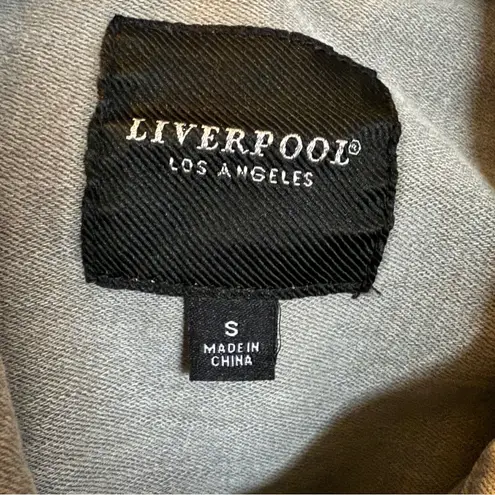 LIVERPOOL®
LOS ANGELES
S
MADE IN
CHINA